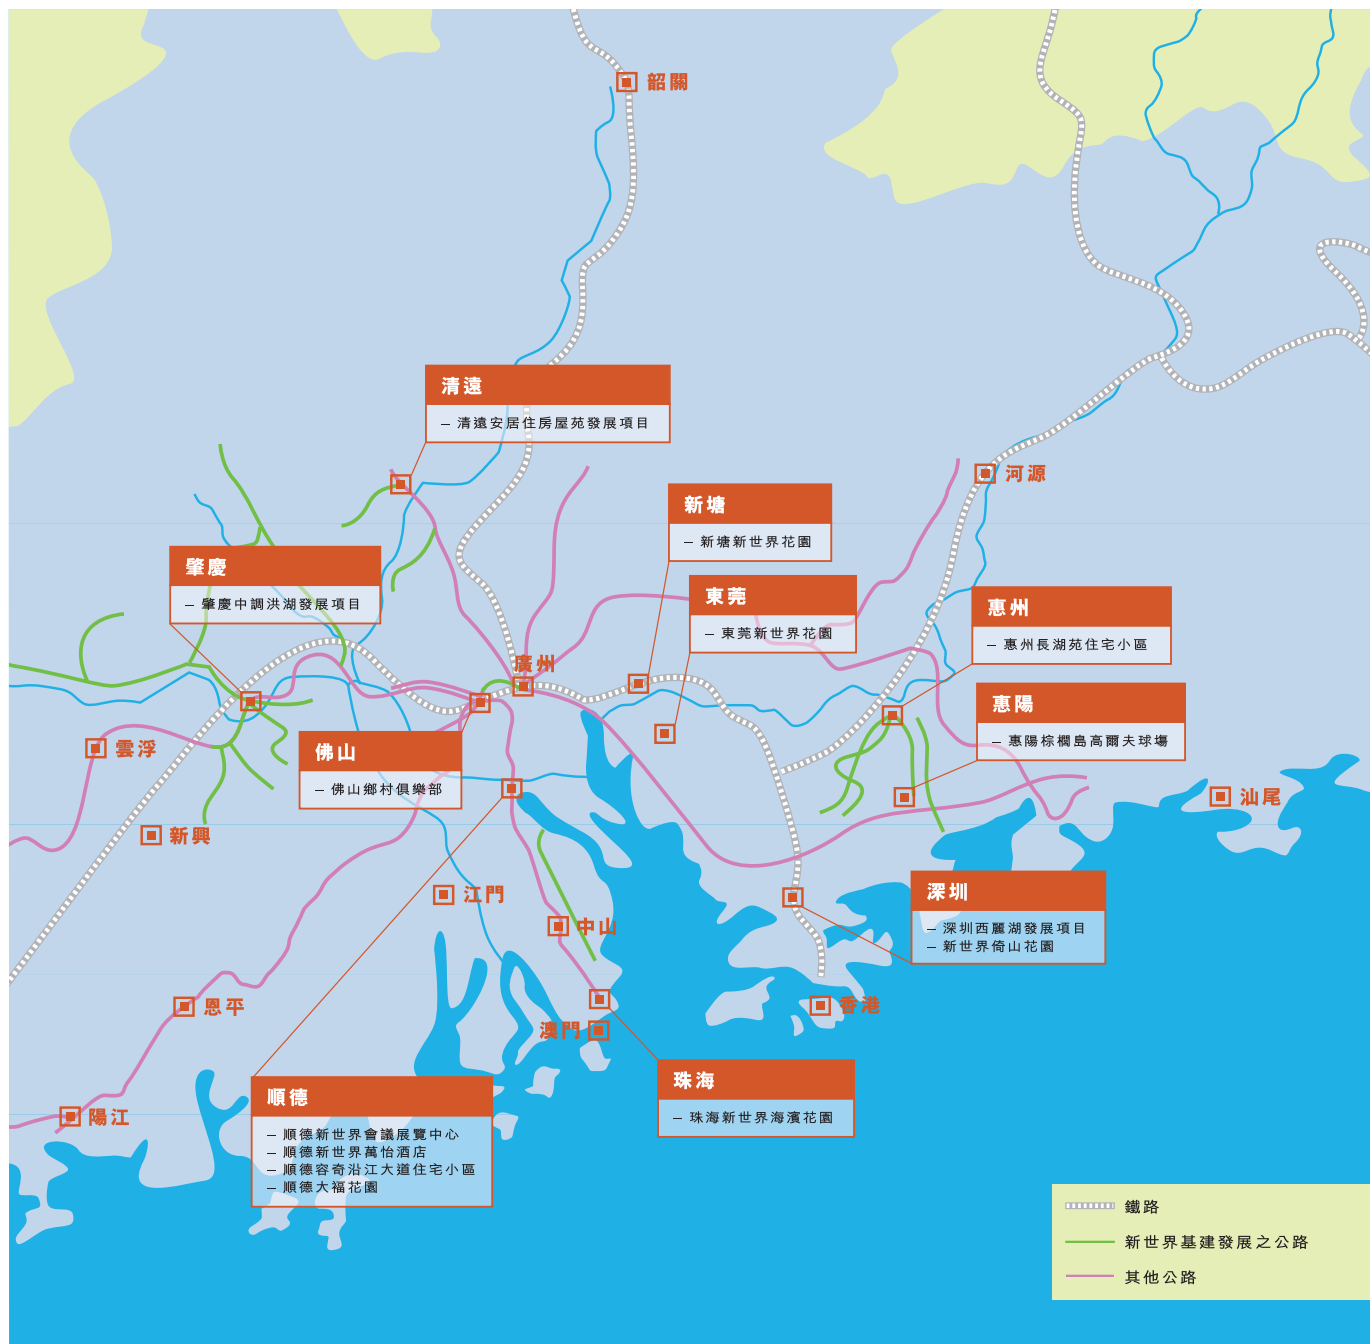 韶關
清遠
– 清遠安居住房屋苑發展項目
河源
新塘
– 新塘新世界花園
肇慶
– 肇慶中調洪湖發展項目
東莞
– 東莞新世界花園
惠州
– 惠州長湖苑住宅小區
廣州
惠陽
– 惠陽棕櫚島高爾夫球場
雲浮
佛山
– 佛山鄉村俱樂部
汕尾
新興
江門
深圳
– 深圳西麗湖發展項目
– 新世界倚山花園
中山
恩平
香港
澳門
珠海
– 珠海新世界海濱花園
順德
– 順德新世界會議展覽中心
– 順德新世界萬怡酒店
– 順德容奇沿江大道住宅小區
– 順德大福花園
陽江
鐵路
新世界基建發展之公路
其他公路